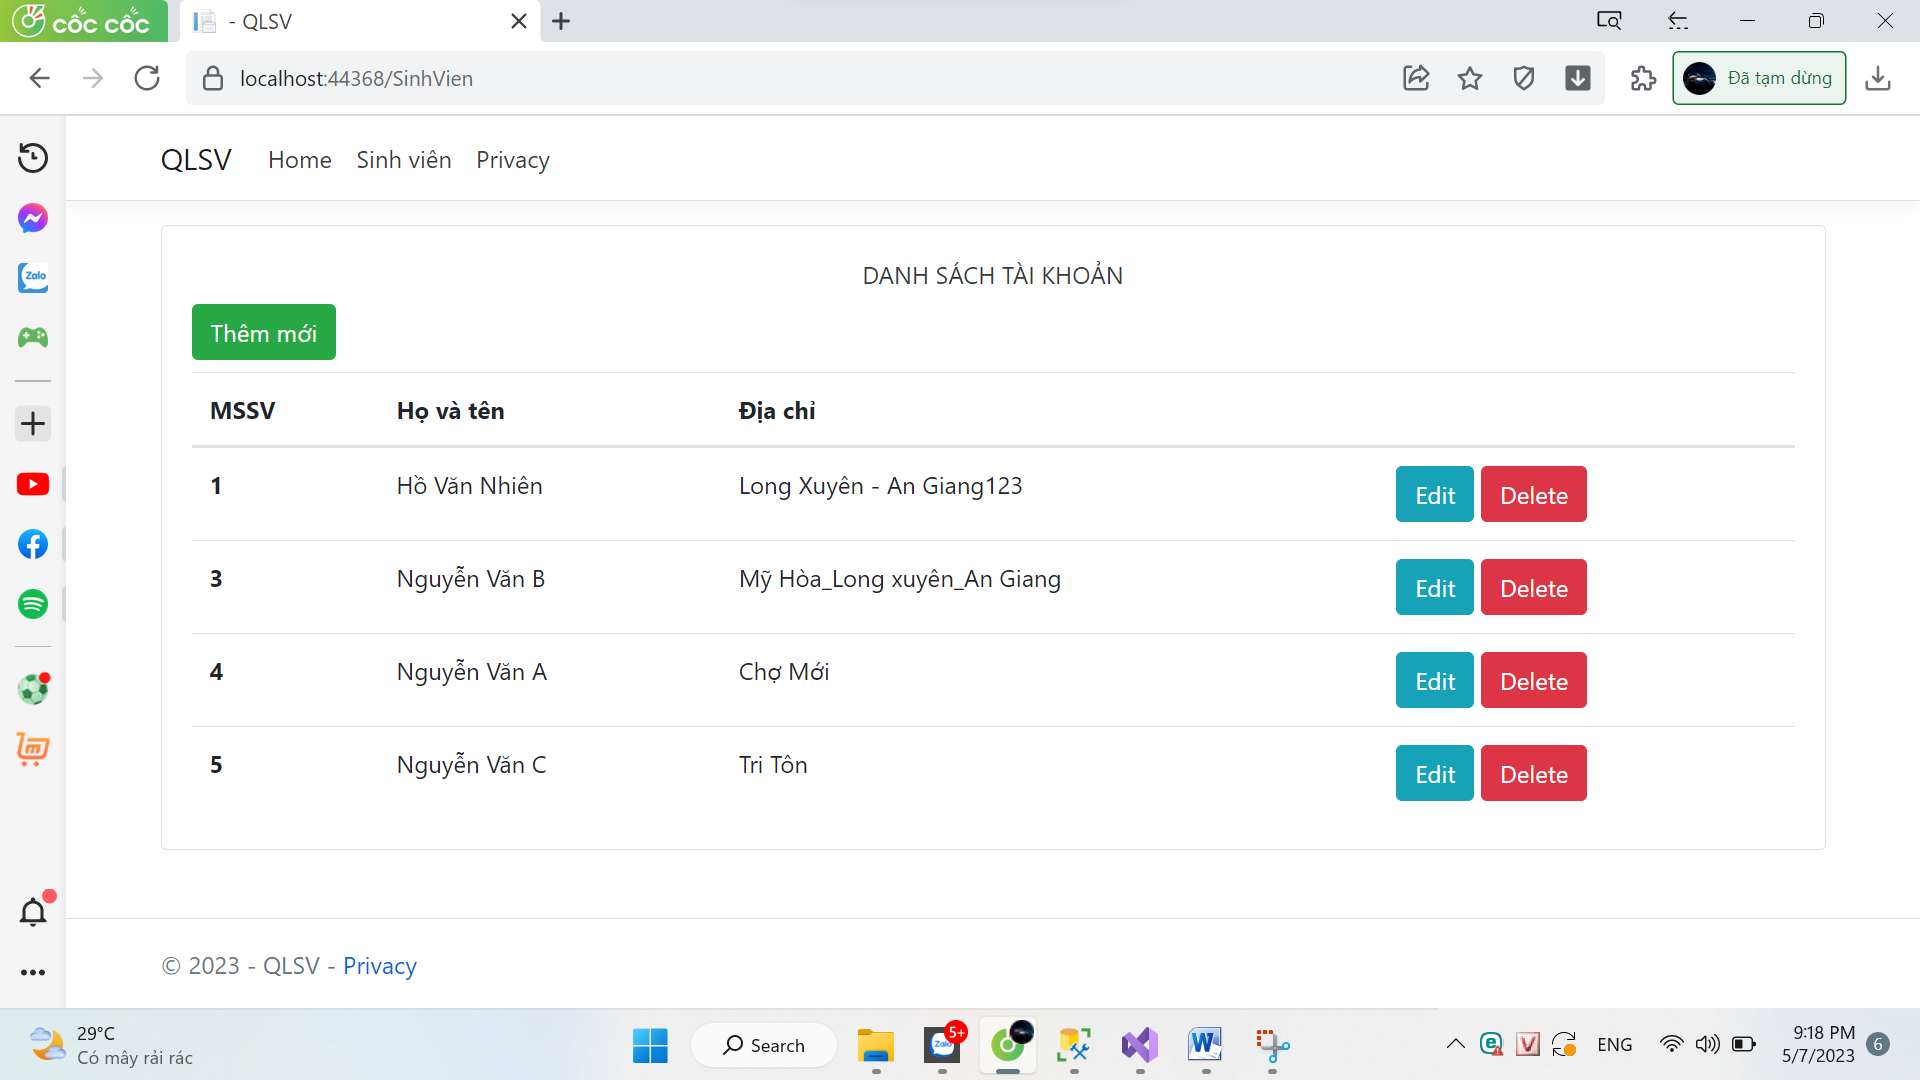 cốc cốc
- QLSV
localhost:44368/SinhVien
Đã tạm dừng
QLSV Home Sinh viên Privacy
DANH SÁCH TÀI KHOẢN
Thêm mới
MSSV Họ và tên Địa chỉ
1 Hồ Văn Nhiên Long Xuyên - An Giang123 Edit Delete
3 Nguyễn Văn B Mỹ Hòa_Long xuyên_An Giang Edit Delete
4 Nguyễn Văn A Chợ Mới Edit Delete
5 Nguyễn Văn C Tri Tôn Edit Delete
© 2023 - QLSV - Privacy
Zalo
29°C
Có mây rải rác
Search
Zalo
5+
ENG
9:18 PM
5/7/2023
6